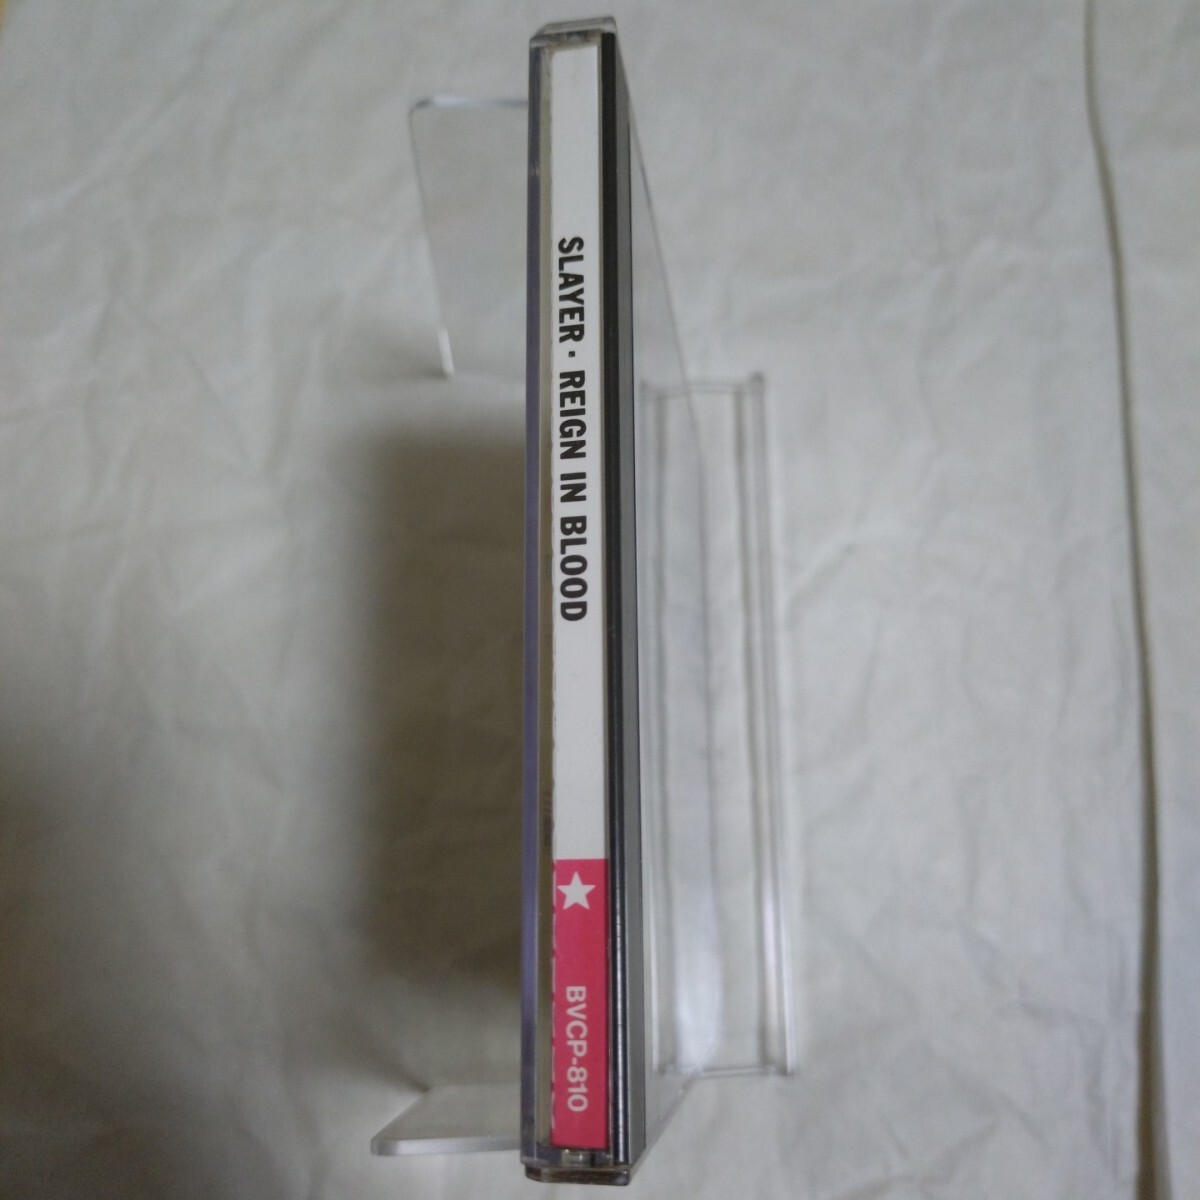 SLAYER · REIGN IN BLOOD
BVCP-810